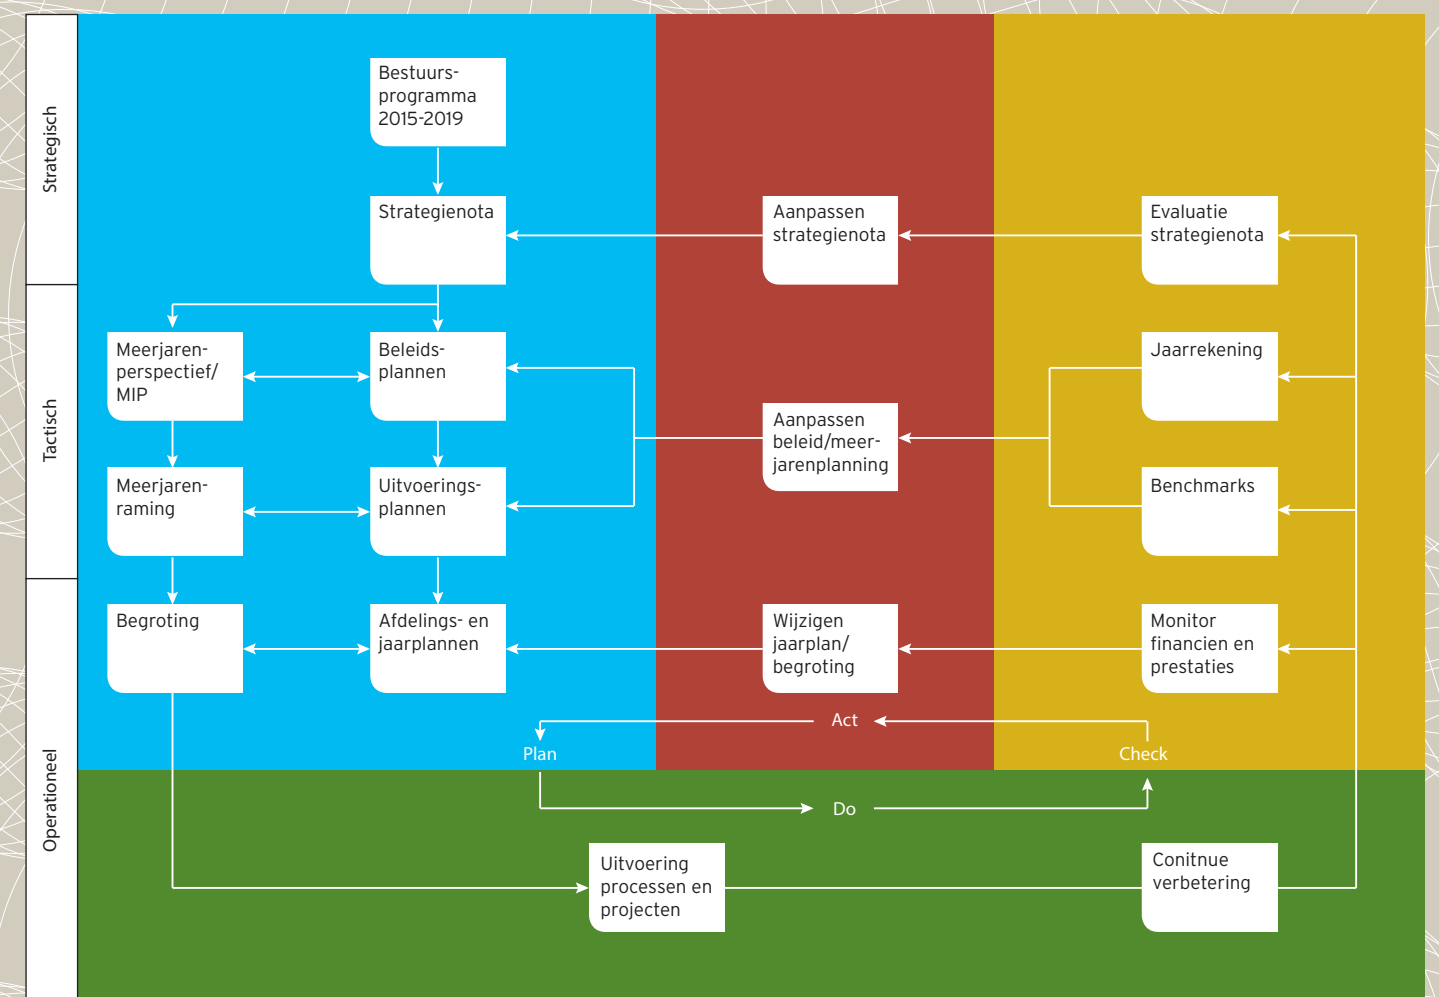 Strategisch
Bestuurs-
programma
2015-2019
Strategienota
Aanpassen
strategienota
Evaluatie
strategienota
Tactisch
Meerjaren-
perspectief/
MIP
Beleids-
plannen
Aanpassen
beleid/meer-
jarenplanning
Jaarrekening
Meerjaren-
raming
Uitvoerings-
plannen
Benchmarks
Operationeel
Begroting
Afdelings- en
jaarplannen
Wijzigen
jaarplan/
begroting
Monitor
financien en
prestaties
Act
Plan
Check
Do
Uitvoering
processen en
projecten
Conitnue
verbetering